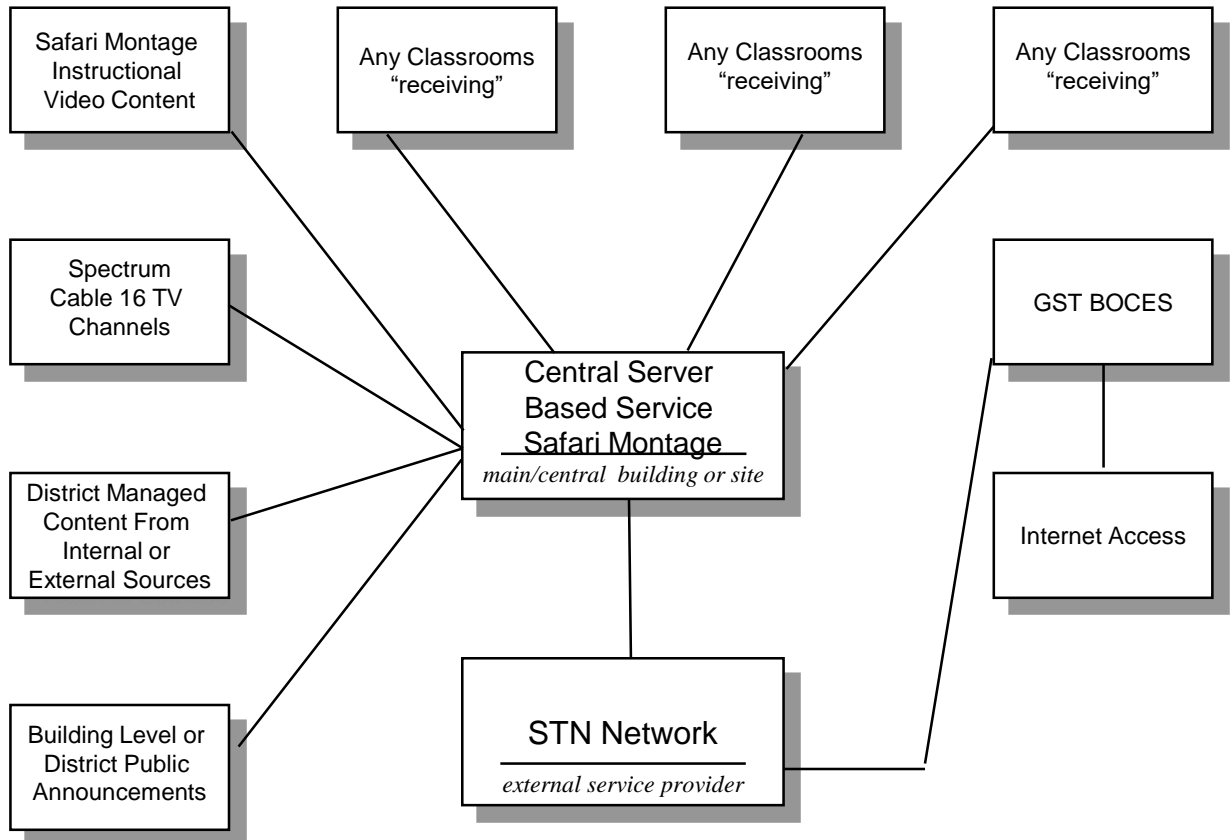 Safari Montage
Instructional
Video Content
Any Classrooms
“receiving”
Any Classrooms
“receiving”
Any Classrooms
“receiving”
Spectrum
Cable 16 TV
Channels
GST BOCES
Central Server
Based Service
Safari Montage
main/central building or site
District Managed
Content From
Internal or
External Sources
Internet Access
Building Level or
District Public
Announcements
STN Network
external service provider